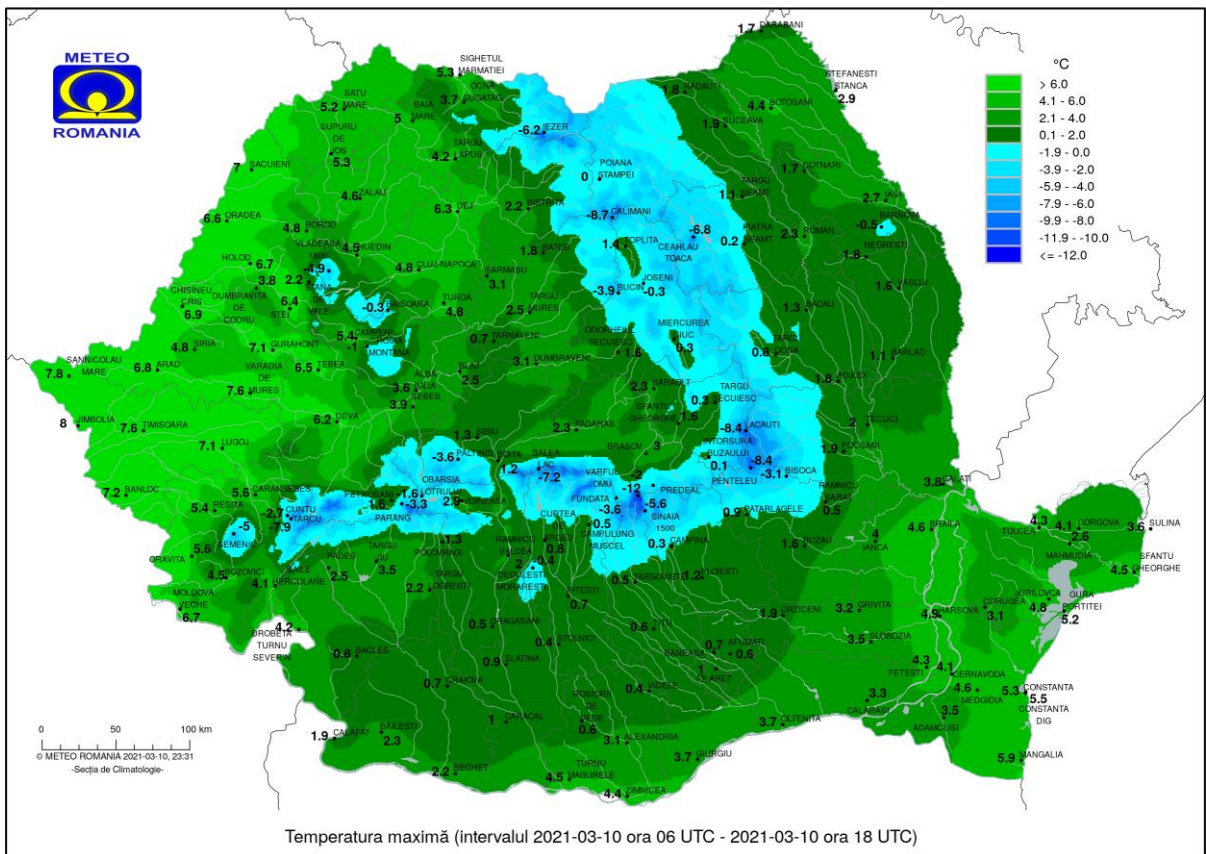 METEO
ROMANIA
°C
> 6.0
4.1 - 6.0
2.1 - 4.0
0.1 - 2.0
-1.9 - 0.0
-3.9 - -2.0
-5.9 - -4.0
-7.9 - -6.0
-9.9 - -8.0
-11.9 - -10.0
<= -12.0
1.7 DARABANI
SIGHETUL
MARMATIEI
5.3
OCNA
SUGATAG
3.7
SATU
MARE
5.2
BAIA
MARE
5
1.8 RADAUTI
STEFANESTI
STANCA
2.9
4.4 BOTOSANI
1.9 SUCEAVA
-6.2 IEZER
SUPURU
DE
JOS
5.3
TARGU
LAPUS
4.2
POIANA
STAMPEI
0
1.7 COTNARI
7 SACUIENI
4.6 ZALAU
6.3 DEJ
2.2 BISTRITA
TARGU
NEAMT
1.1
2.7 IASI
BARNOVA
-0.5
6.6 ORADEA
4.8 BOROD
-8.7 CALIMANI
-6.8
CEAHLAU
TOACA
PIATRA
NEAMT
0.2
2.3 ROMAN
1.8 NEGRESTI
VLADEASA
1800
-4.9
4.5 HUEDIN
1.8 BATOS
1.4 TOPLITA
HOLOD
6.7
4.8 CLUJ-NAPOCA
SARMASU
3.1
JOSENI
-0.3
-3.9 BUCIN
1.6 VASLUI
3.8
DUMBRAVITA
DE
CODRU
2.2
STANA
DE
VALE
6.4
STEI
-0.3 BAISOARA
TURDA
4.8
TARGU
MURES
2.5
1.3 BACAU
CHISINEU
CRIS
6.9
MIERCUREA
CIUC
0.3
ODORHEIUL
SECUIESC
1.6
TARGU
OCNA
0.8
5.4 CAMPENI
-1
ROSIA
MONTANA
0.7 TARNAVENI
3.1 DUMBRAVENI
1.1 BARLAD
4.8 SIRIA
7.1 GURAHONT
SANNICOLAU
MARE
7.8
6.8 ARAD
6.5 TEBEA
BLAJ
2.5
ALBA
IULIA
3.6
SEBES
3.9
2.3 BARAOLT
1.8 ADJUD
VARADIA
DE
MURES
7.6
SFANTU
GHEORGHE
1.6
TARGU
SECUIESC
0.3
8 JIMBOLIA
7.6 TIMISOARA
6.2 DEVA
1.3 SIBIU
2.3 FAGARAS
-8.4 LACAUTI
2 TECUCI
7.1 LUGOJ
BRASOV 3
INTORSURA
BUZAULUI
0.1
1.9 FOCSANI
-3.6 PALTINIS
BOITA
1.2
BALEA
LAC
-7.2
-8.4
PENTELEU
-3.1 BISOCA
7.2 BANLOC
5.6 CARANSEBES
VARFUL
OMU
-12
-2
PREDEAL
RAMNICU
SARAT
0.5
3.8 GALATI
OBARSIA
LOTRULUI
-1.6
PETROSANI
1.6
2.9 VOINEASA
-3.3
PARANG
FUNDATA
-3.6
-5.6
SINAIA
1500
0.9 PATARLAGELE
5.4 RESITA
-2.7 CUNTU
-7.9 TARCU
-5
SEMENIC
CURTEA
DE
ARGES
0.8
-0.5
CAMPULUNG
MUSCEL
4.6 BRAILA
4.3
TULCEA
4.1 GORGOVA
3.6 SULINA
2.6
MAHMUDIA
ORAVITA 5.6
1.3
POLOVRAGI
RAMNICU
VALCEA
2
-0.4
DEDULESTI
MORARESTI
0.3 CAMPINA
1.6 BUZAU
4
IANCA
4.5 BOZOVICI
PADES
2.5
TARGU
JIU
3.5
SFANTU
GHEORGHE
4.5
BAILE
HERCULANE
4.1
TARGU
LOGRESTI
2.2
PITESTI
0.7
0.5 TARGOVISTE
1.2 PLOIESTI
MOLDOVA
VECHE
6.7
JURILOVCA
4.8
GURA
PORTITEI
5.2
CORUGEA
3.1
4.9 HARSOVA
3.2 GRIVITA
1.9 URZICENI
4.2
DROBETA
TURNU
SEVERIN
0.5 DRAGASANI
0.4 STOLNICI
0.6 TITU
3.5 SLOBOZIA
0.8 BACLES
0.9 SLATINA
BANEASA
0.7
AFUMATI
0.6
1
FILARET
4.3
FETESTI
4.1
CERNAVODA
4.6
MEDGIDIA
0.7 CRAIOVA
0.4 VIDELE
3.3
CALARASI
5.3 CONSTANTA
5.5
CONSTANTA
DIG
ROSIORII
DE
VEDE
0.6
1 CARACAL
3.7 OLTENITA
3.5
ADAMCLISI
1.9 CALAFAT
BAILESTI
2.3
3.1 ALEXANDRIA
3.7 GIURGIU
5.9 MANGALIA
2.2 BECHET
TURNU
MAGURELE
4.5
4.4 ZIMNICEA
0 50 100 km
© METEO ROMANIA 2021-03-10, 23:31
-Secția de Climatologie-
Temperatura maximă (intervalul 2021-03-10 ora 06 UTC - 2021-03-10 ora 18 UTC)